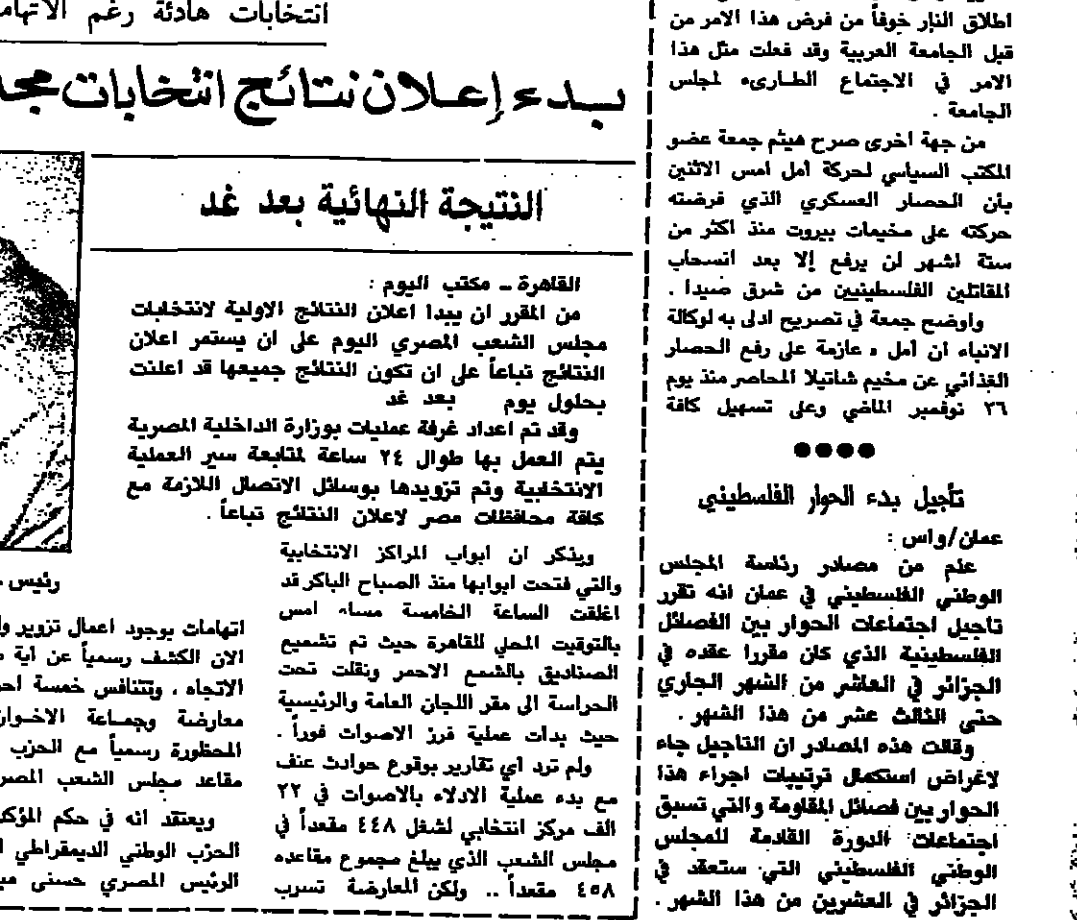 اطلاق النار خوفاً من فرض هذا الامر من
قبل الجامعة العربية وقد فعلت مثل هذا
الامر في الاجتماع الطارىء لمجلس
الجامعة .
من جهة اخرى صرح هيثم جمعة عضو
المكتب السياسي لحركة أمل امس الاثنين
بأن الحصار العسكري الذي فرضته
حركته على مخيمات بيروت منذ اكثر من
ستة اشهر لن يرفع إلا بعد انسحاب
المقاتلين الفلسطينيين من شرق صيدا .
واوضح جمعة في تصريح ادلى به لوكالة
الانباء ان أمل « عازمة على رفع الحصار
الغذائي عن مخيم شاتيلا المحاصر منذ يوم
٢٦ نوفمبر الماضي وعلى تسهيل كافة
تأجيل بدء الحوار الفلسطيني
عمان/واس :
علم من مصادر رئاسة المجلس
الوطني الفلسطيني في عمان انه تقرر
تاجيل اجتماعات الحوار بين الفصائل
الفلسطينية الذي كان مقررا عقده في
الجزائر في العاشر من الشهر الجاري
حتى الثالث عشر من هذا الشهر .
وقالت هذه المصادر ان التاجيل جاء
لاغراض استكمال ترتيبات اجراء هذا
الحوار بين فصائل المقاومة والتي تسبق
اجتماعات الدورة القادمة للمجلس
الوطني الفلسطيني التي ستعقد في
الجزائر في العشرين من هذا الشهر .
انتخابات هادئة رغم
بدء إعلان نتائج انتخابات
النتيجة النهائية بعد غد
القاهرة ـ مكتب اليوم :
من المقرر ان يبدا اعلان النتائج الاولية لانتخابات
مجلس الشعب المصري اليوم على ان يستمر اعلان
النتائج تباعاً على ان تكون النتائج جميعها قد اعلنت
بحلول يوم بعد غد
وقد تم اعداد غرفة عمليات بوزارة الداخلية المصرية
يتم العمل بها طوال ٢٤ ساعة لمتابعة سير العملية
الانتخابية وتم تزويدها بوسائل الاتصال اللازمة مع
كافة محافظات مصر لاعلان النتائج تباعاً .
ويذكر ان ابواب المراكز الانتخابية
والتي فتحت ابوابها منذ الصباح الباكر قد
اغلقت الساعة الخامسة مساء امس
بالتوقيت المحلي للقاهرة حيث تم تشميع
الصناديق بالشمع الاحمر ونقلت تحت
الحراسة الى مقر اللجان العامة والرئيسية
حيث بدات عملية فرز الاصوات فوراً .
ولم ترد اي تقارير بوقوع حوادث عنف
مع بدء عملية الادلاء بالاصوات في ٢٢
الف مركز انتخابي لشغل ٤٤٨ مقعداً في
مجلس الشعب الذي يبلغ مجموع مقاعده
٤٥٨ مقعداً .. ولكن المعارضة تسرب
رئيس
اتهامات بوجود اعمال تزوير
الان الكشف رسمياً عن أية
الاتجاه . ويتنافس خمسة
معارضة وجماعة
المحظورة رسمياً مع الحزب
مقاعد مجلس الشعب
ويعتقد انه في حكم
الحزب الوطني الديمقراطي
الرئيس المصري حسنى